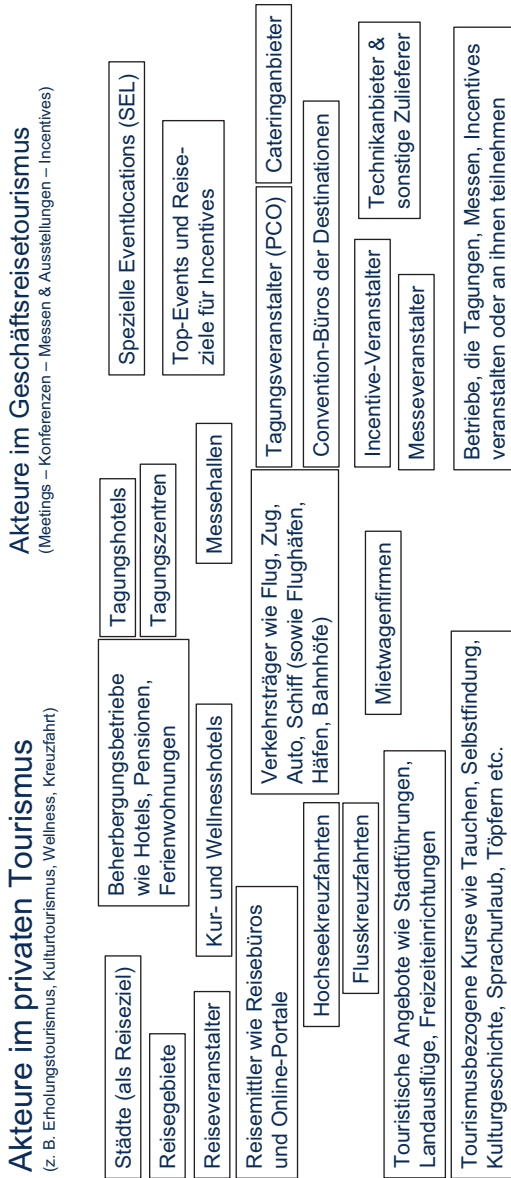 Akteure im privaten Tourismus
(z. B. Erholungstourismus, Kulturtourismus, Wellness, Kreuzfahrt)
Städte (als Reiseziel)
Reisegebiete
Reiseveranstalter
Reisemittler wie Reisebüros
und Online-Portale
Hochseekreuzfahrten
Flusskreuzfahrten
Touristische Angebote wie Stadtführungen,
Landausflüge, Freizeiteinrichtungen
Tourismusbezogene Kurse wie Tauchen, Selbstfindung,
Kulturgeschichte, Sprachurlaub, Töpfern etc.
Beherbergungsbetriebe
wie Hotels, Pensionen,
Ferienwohnungen
Kur- und Wellnesshotels
Verkehrsträger wie Flug, Zug,
Auto, Schiff (sowie Flughäfen,
Häfen, Bahnhöfe)
Mietwagenfirmen
Akteure im Geschäftsreisetourismus
(Meetings – Konferenzen – Messen & Ausstellungen – Incentives)
Tagungshotels
Tagungszentren
Messehallen
Spezielle Eventlocations (SEL)
Top-Events und Reise-
ziele für Incentives
Tagungsveranstalter (PCO)
Cateringanbieter
Convention-Büros der Destinationen
Incentive-Veranstalter
Messeveranstalter
Technikanbieter &
sonstige Zulieferer
Betriebe, die Tagungen, Messen, Incentives
veranstalten oder an ihnen teilnehmen